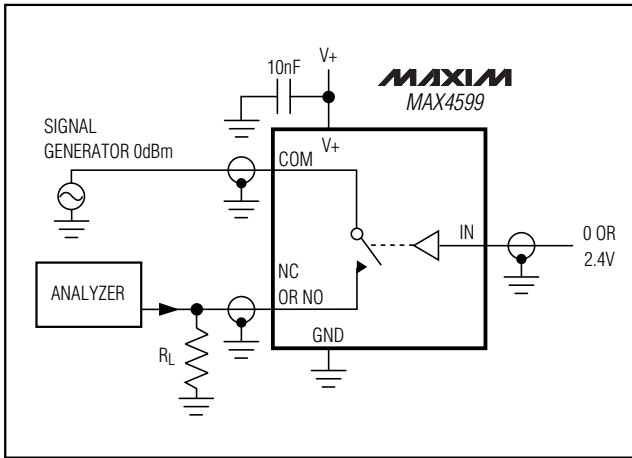 10nF
V+
MAXIM
MAX4599
SIGNAL
GENERATOR 0dBm
V+
COM
IN
0 OR
2.4V
NC
OR NO
ANALYZER
GND
RL